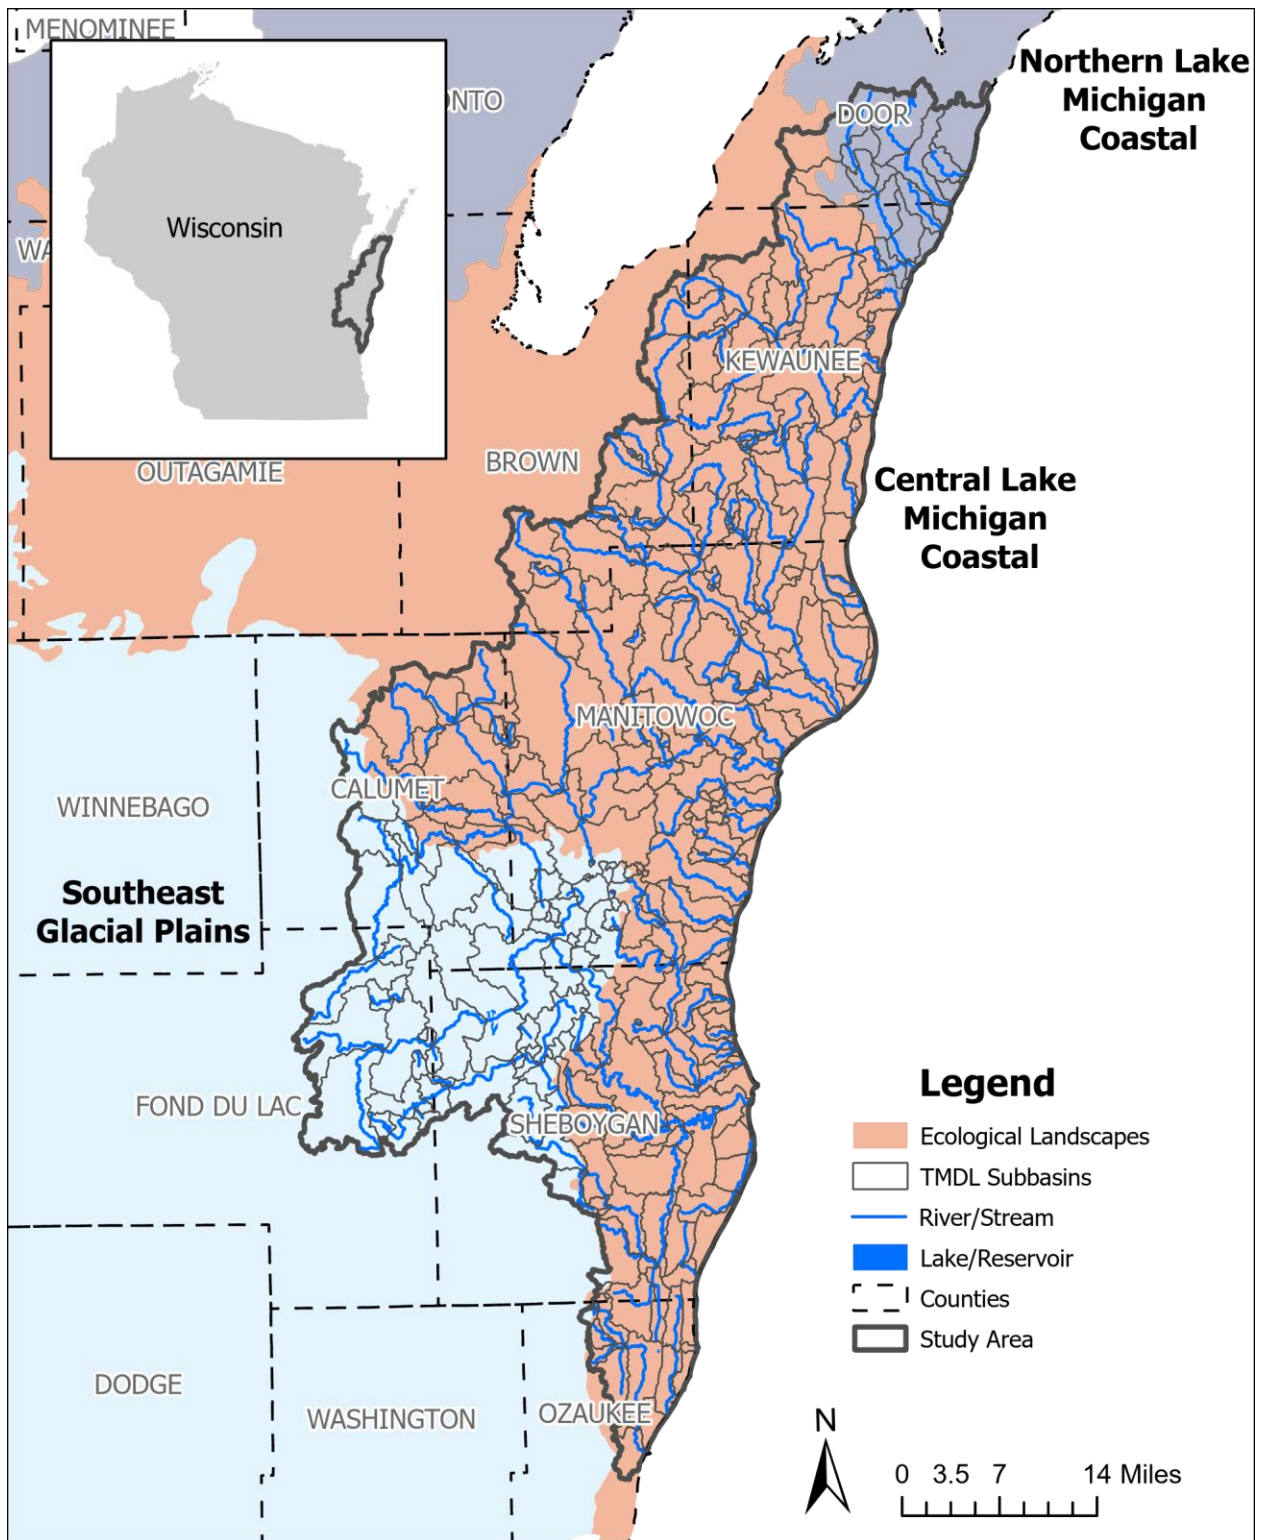 MENOMINEE
ONTO
DOOR
Northern Lake
Michigan
Coastal
Wisconsin
WA
KEWAUNEE
OUTAGAMIE
BROWN
Central Lake
Michigan
Coastal
MANITOWOC
CALUMET
WINNEBAGO
Southeast
Glacial Plains
FOND DU LAC
SHEBOYGAN
Legend
Ecological Landscapes
TMDL Subbasins
River/Stream
Lake/Reservoir
Counties
Study Area
DODGE
WASHINGTON
OZAUKEE
N
0 3.5 7 14 Miles